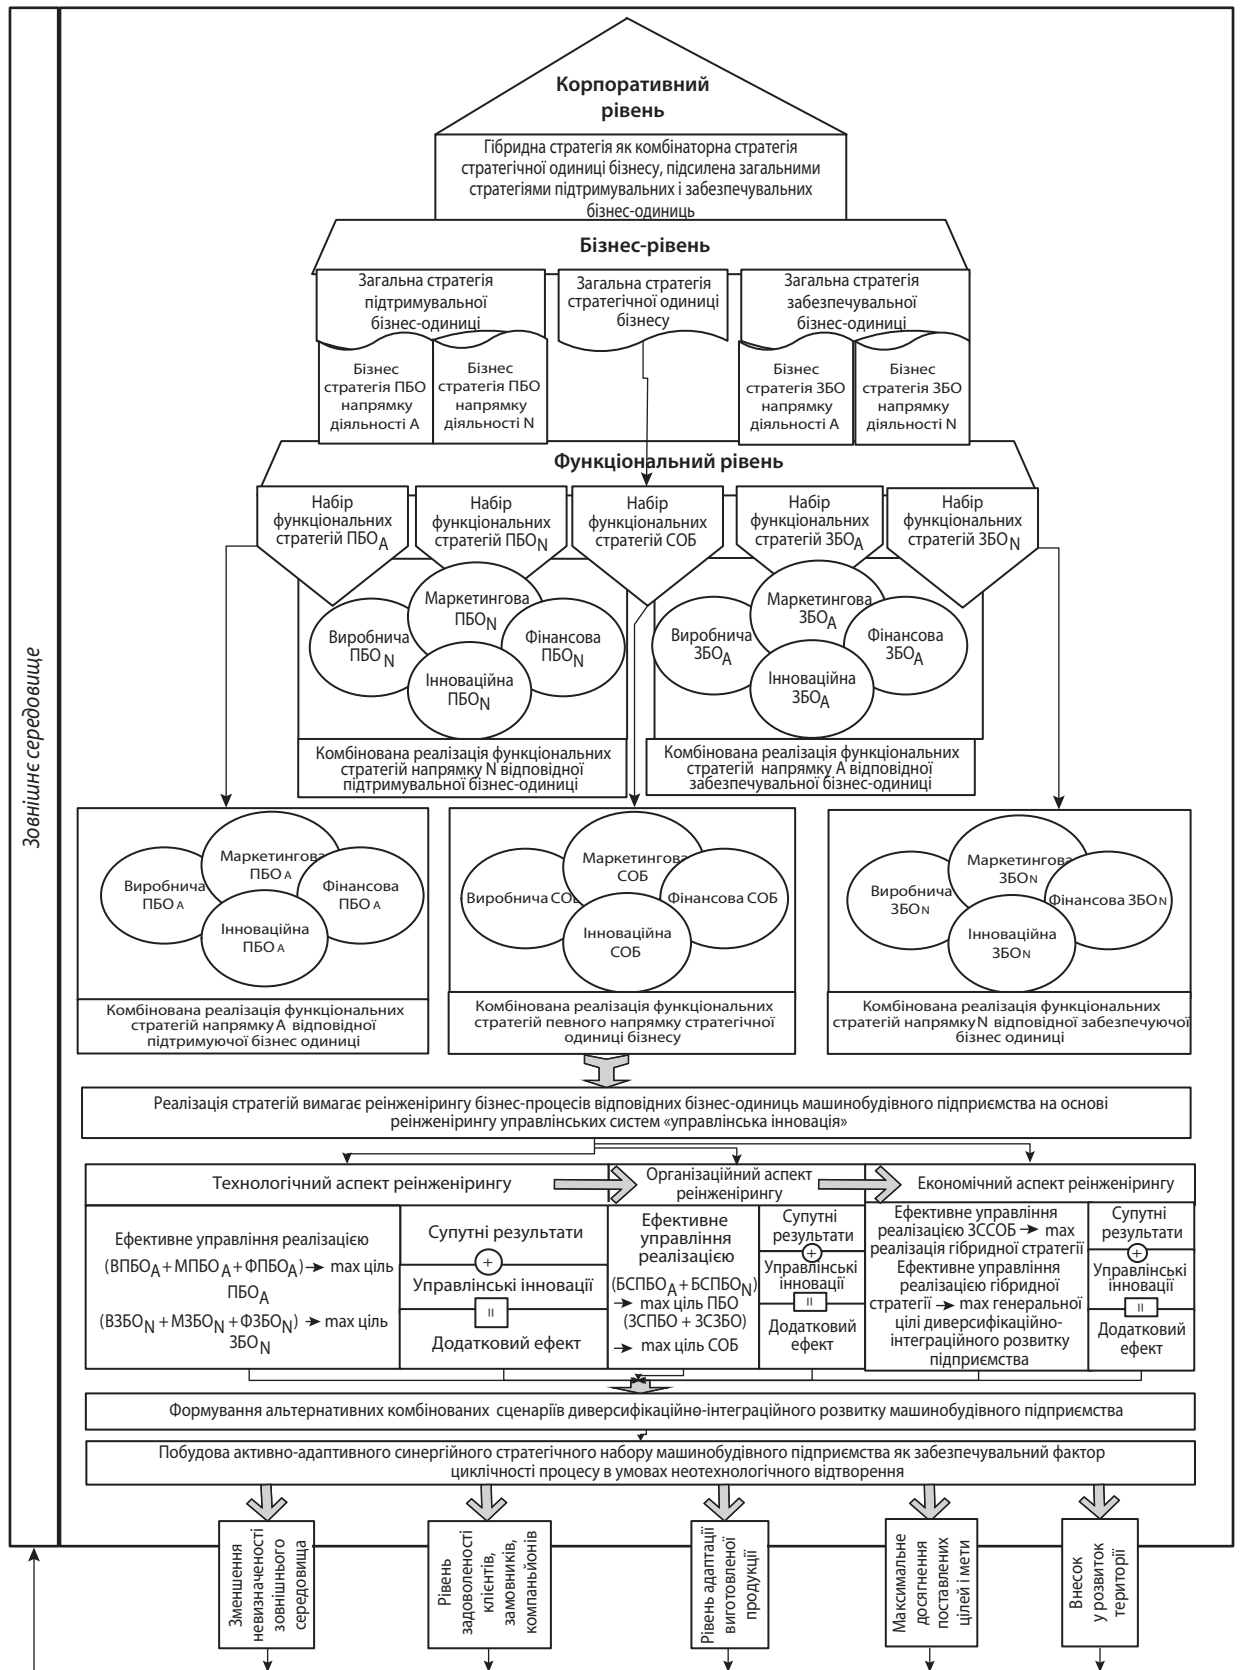 Зовнішнє середовище
Корпоративний
рівень
Гібридна стратегія як комбінаторна стратегія
стратегічної одиниці бізнесу, підсилена загальними
стратегіями підтримувальних і забезпечувальних
бізнес-одиниць
Бізнес-рівень
Загальна стратегія
підтримувальної
бізнес-одиниці
Загальна стратегія
стратегічної одиниці
бізнесу
Загальна стратегія
забезпечувальної
бізнес-одиниці
Бізнес
стратегія ПБО
напрямку
діяльності А
Бізнес
стратегія ПБО
напрямку
діяльності N
Бізнес
стратегія ЗБО
напрямку
діяльності А
Бізнес
стратегія ЗБО
напрямку
діяльності N
Функціональний рівень
Набір
функціональних
стратегій ПБОA
Набір
функціональних
стратегій ПБОN
Набір
функціональних
стратегій СОБ
Набір
функціональних
стратегій ЗБОA
Набір
функціональних
стратегій ЗБОN
Маркетингова
ПБОN
Виробнича
ПБОN
Фінансова
ПБОN
Інноваційна
ПБОN
Маркетингова
ЗБОA
Виробнича
ЗБОA
Фінансова
ЗБОA
Інноваційна
ЗБОA
Комбінована реалізація функціональних
стратегій напрямку N відповідної
підтримувальної бізнес-одиниці
Комбінована реалізація функціональних
стратегій напрямку А відповідної
забезпечувальної бізнес-одиниці
Маркетингова
ПБО А
Виробнича
ПБО А
Фінансова
ПБО А
Інноваційна
ПБО А
Маркетингова
СОБ
Виробнича СОБ
Фінансова СОБ
Інноваційна
СОБ
Маркетингова
ЗБО N
Виробнича
ЗБО N
Фінансова ЗБО N
Інноваційна
ЗБО N
Комбінована реалізація функціональних
стратегій напрямку А відповідної
підтримуючої бізнес одиниці
Комбінована реалізація функціональних
стратегій певного напрямку стратегічної
одиниці бізнесу
Комбінована реалізація функціональних
стратегій напрямку N відповідної забезпечуючої
бізнес одиниці
Реалізація стратегій вимагає реінженірингу бізнес-процесів відповідних бізнес-одиниць машинобудівного підприємства на основі
реінженірингу управлінських систем «управлінська інновація»
Технологічний аспект реінженірингу
Організаційний аспект
реінженірингу
Економічний аспект реінженірингу
Ефективне управління реалізацією
(ВПБОA + МПБОA + ФПБОA) → max ціль
ПБОA
(ВЗБОN + МЗБОN + ФЗБОN) → max ціль
ЗБОN
Супутні результати
+
Управлінські інновації
=
Додатковий ефект
Ефективне
управління
реалізацією
(БСПБОA + БСПБОN)
→ max ціль ПБО
(ЗСПБО + ЗСЗБО)
→ max ціль СОБ
Супутні
результати
+
Управлінські
інновації
=
Додатковий
ефект
Ефективне управління
реалізацією ЗССОБ → max
реалізація гібридної стратегії
Ефективне управління
реалізацією гібридної
стратегії → max генеральної
цілі диверсифікаційно-
інтеграційного розвитку
підприємства
Супутні
результати
+
Управлінські
інновації
=
Додатковий
ефект
Формування альтернативних комбінованих сценаріїв диверсифікаційно-інтеграційного розвитку машинобудівного підприємства
Побудова активно-адаптивного синергійного стратегічного набору машинобудівного підприємства як забезпечувальний фактор
циклічності процесу в умовах неотехнологічного відтворення
Зменшення
невизначеності
зовнішнього
середовища
Рівень
задоволеності
клієнтів,
замовників,
компаньйонів
Рівень адаптації
виготовленої
продукції
Максимальне
досягнення
поставлених
цілей і мети
Внесок
у розвиток
території